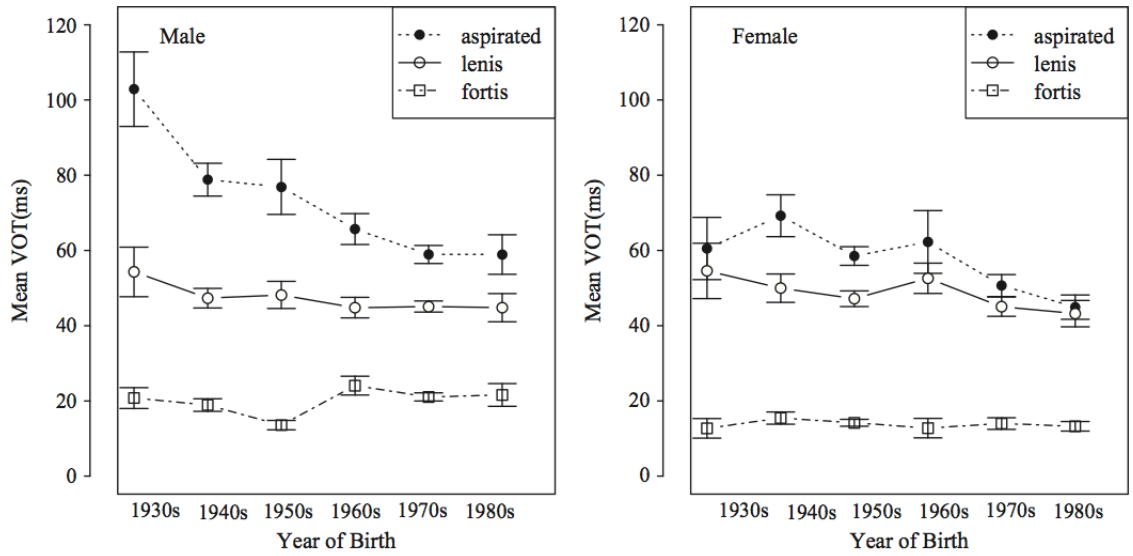 Male
aspirated
lenis
fortis
120
100
80
60
40
20
0
Mean VOT(ms)
1930s 1940s 1950s 1960s 1970s 1980s
Year of Birth
Female
aspirated
lenis
fortis
120
100
80
60
40
20
0
Mean VOT(ms)
1930s 1940s 1950s 1960s 1970s 1980s
Year of Birth